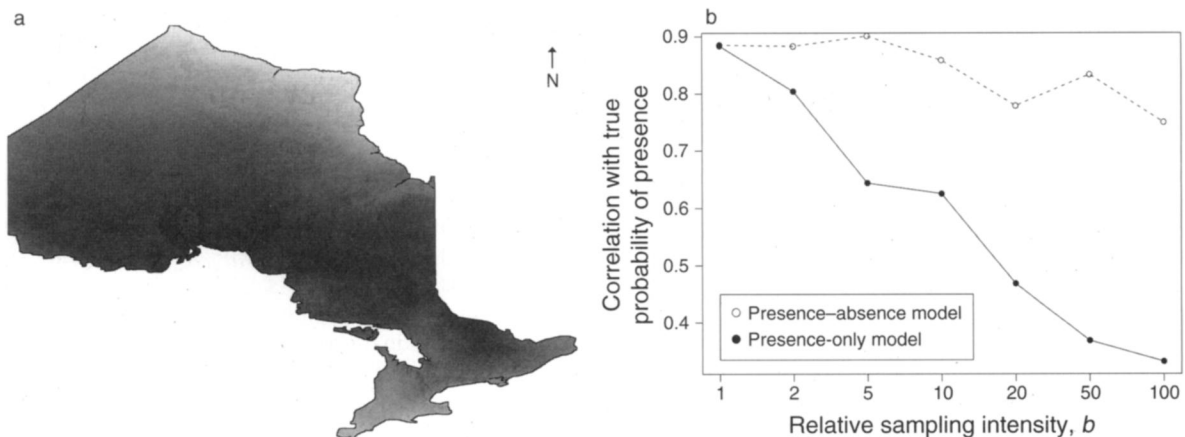 a
N
b
Correlation with true
probability of presence
0.9
0.8
0.7
0.6
0.5
0.4
Presence–absence model
Presence-only model
1 2 5 10 20 50 100
Relative sampling intensity, b